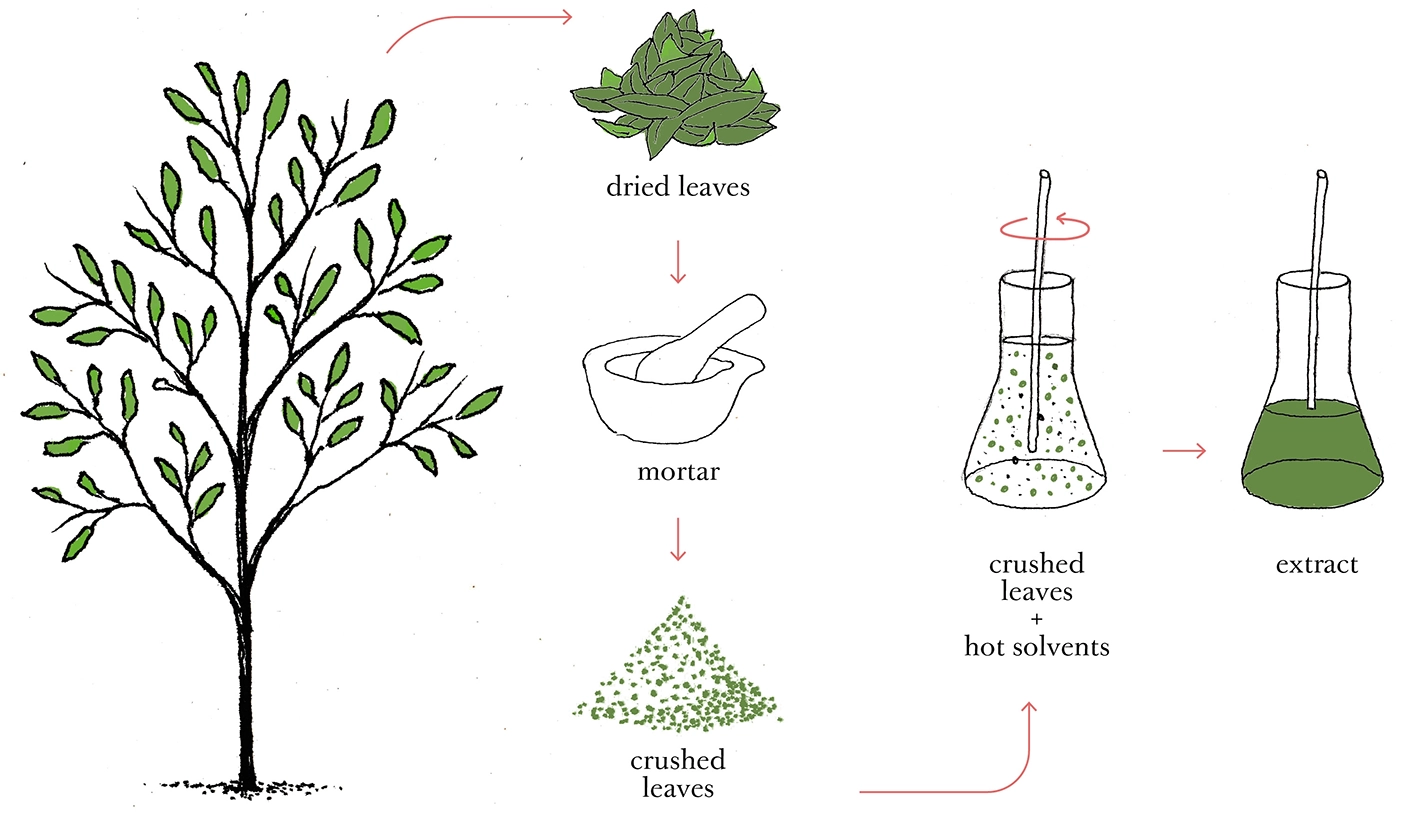 dried leaves
mortar
crushed
leaves
crushed
leaves
+
hot solvents
extract